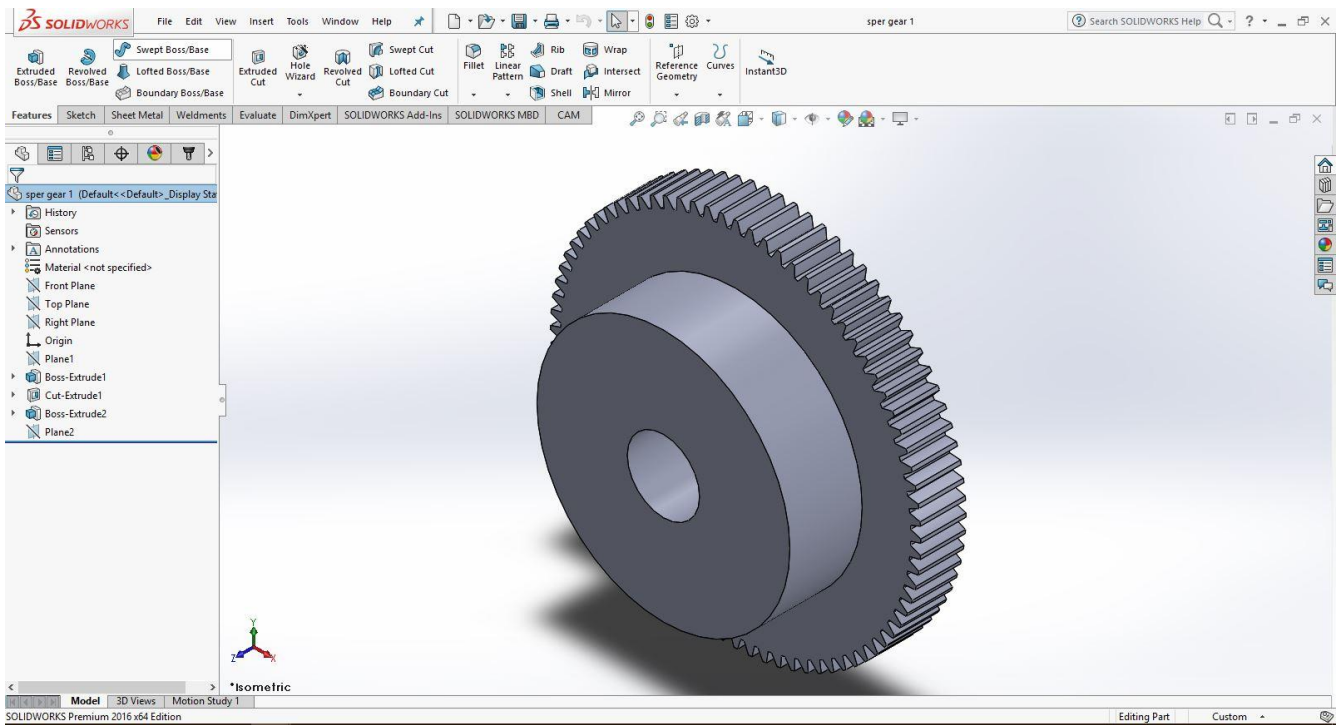 SOLIDWORKS File Edit View Insert Tools Window Help sper gear 1 Search SOLIDWORKS Help ?
Extruded Boss/Base
Revolved Boss/Base
Swept Boss/Base
Lofted Boss/Base
Boundary Boss/Base
Extruded Cut
Hole Wizard
Revolved Cut
Swept Cut
Lofted Cut
Boundary Cut
Fillet
Linear Pattern
Rib
Draft
Shell
Wrap
Intersect
Mirror
Reference Geometry
Curves
Instant3D
Features Sketch Sheet Metal Weldments Evaluate DimXpert SOLIDWORKS Add-Ins SOLIDWORKS MBD CAM
sper gear 1 (Default<<Default>_Display Sta
History
Sensors
A Annotations
Material <not specified>
Front Plane
Top Plane
Right Plane
Origin
Plane1
Boss-Extrude1
Cut-Extrude1
Boss-Extrude2
Plane2
Y
Z X
*Isometric
Model 3D Views Motion Study 1
SOLIDWORKS Premium 2016 x64 Edition Editing Part Custom